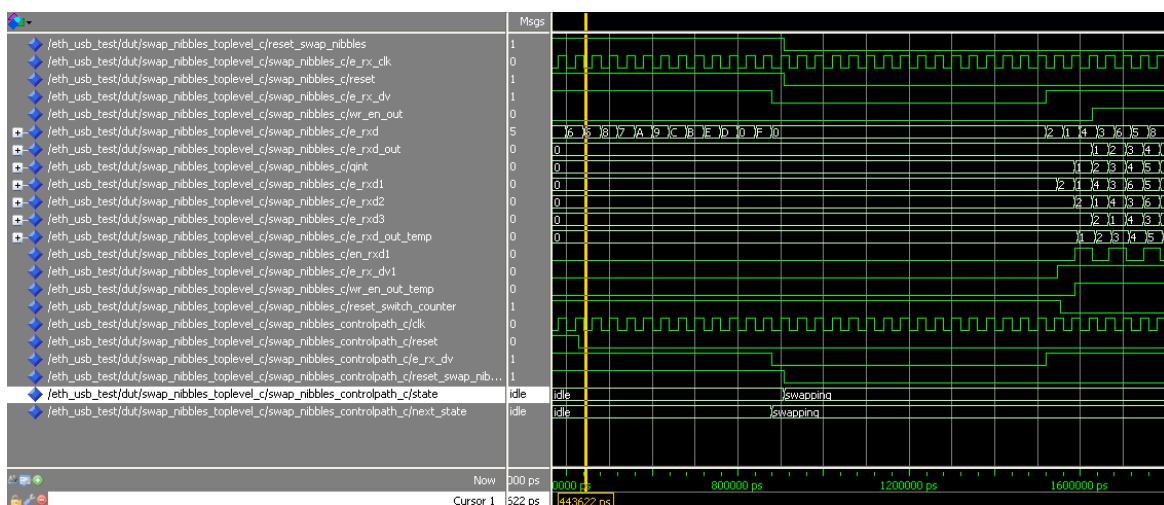 Msgs
/eth_usb_test/dut/swap_nibbles_toplevel_c/reset_swap_nibbles 1
/eth_usb_test/dut/swap_nibbles_toplevel_c/swap_nibbles_c/e_rx_clk 0
/eth_usb_test/dut/swap_nibbles_toplevel_c/swap_nibbles_c/reset 1
/eth_usb_test/dut/swap_nibbles_toplevel_c/swap_nibbles_c/e_rx_dv 1
/eth_usb_test/dut/swap_nibbles_toplevel_c/swap_nibbles_c/wr_en_out 0
/eth_usb_test/dut/swap_nibbles_toplevel_c/swap_nibbles_c/e_rxd 5 6 5 8 7 A 9 C B E D 0 F 0 2 1 4 3 6 5 8
/eth_usb_test/dut/swap_nibbles_toplevel_c/swap_nibbles_c/e_rxd_out 0 0 1 2 3 4
/eth_usb_test/dut/swap_nibbles_toplevel_c/swap_nibbles_c/qint 0 0 1 2 3 4 5
/eth_usb_test/dut/swap_nibbles_toplevel_c/swap_nibbles_c/e_rxd1 0 0 2 1 4 3 6 5
/eth_usb_test/dut/swap_nibbles_toplevel_c/swap_nibbles_c/e_rxd2 0 0 2 1 4 3 6
/eth_usb_test/dut/swap_nibbles_toplevel_c/swap_nibbles_c/e_rxd3 0 0 2 1 4 3
/eth_usb_test/dut/swap_nibbles_toplevel_c/swap_nibbles_c/e_rxd_out_temp 0 0 1 2 3 4 5
/eth_usb_test/dut/swap_nibbles_toplevel_c/swap_nibbles_c/en_rxd1 0
/eth_usb_test/dut/swap_nibbles_toplevel_c/swap_nibbles_c/e_rx_dv1 0
/eth_usb_test/dut/swap_nibbles_toplevel_c/swap_nibbles_c/wr_en_out_temp 0
/eth_usb_test/dut/swap_nibbles_toplevel_c/swap_nibbles_c/reset_switch_counter 1
/eth_usb_test/dut/swap_nibbles_toplevel_c/swap_nibbles_controlpath_c/clk 0
/eth_usb_test/dut/swap_nibbles_toplevel_c/swap_nibbles_controlpath_c/reset 0
/eth_usb_test/dut/swap_nibbles_toplevel_c/swap_nibbles_controlpath_c/e_rx_dv 1
/eth_usb_test/dut/swap_nibbles_toplevel_c/swap_nibbles_controlpath_c/reset_swap_nib... 1
/eth_usb_test/dut/swap_nibbles_toplevel_c/swap_nibbles_controlpath_c/state idle idle swapping
/eth_usb_test/dut/swap_nibbles_toplevel_c/swap_nibbles_controlpath_c/next_state idle idle swapping
Now 000 ps 0000 ps 800000 ps 1200000 ps 1600000 ps
Cursor 1 622 ps 443622 ps